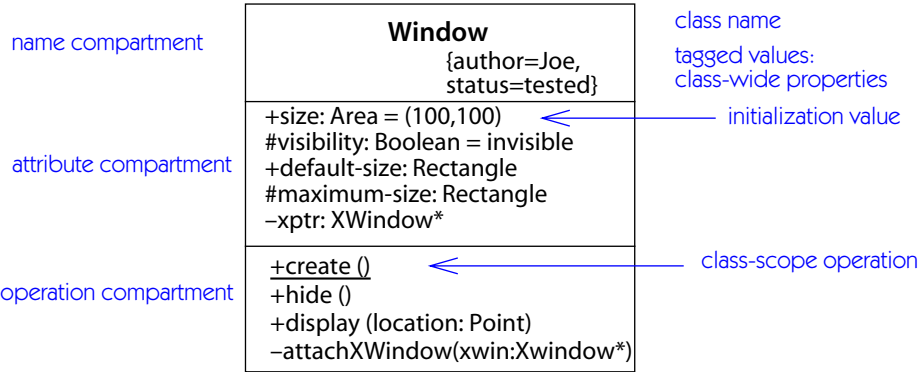 name compartment
Window
{author=Joe,
status=tested}
class name
tagged values:
class-wide properties
attribute compartment
+size: Area = (100,100)
#visibility: Boolean = invisible
+default-size: Rectangle
#maximum-size: Rectangle
–xptr: XWindow*
initialization value
operation compartment
+create ()
+hide ()
+display (location: Point)
–attachXWindow(xwin:Xwindow*)
class-scope operation